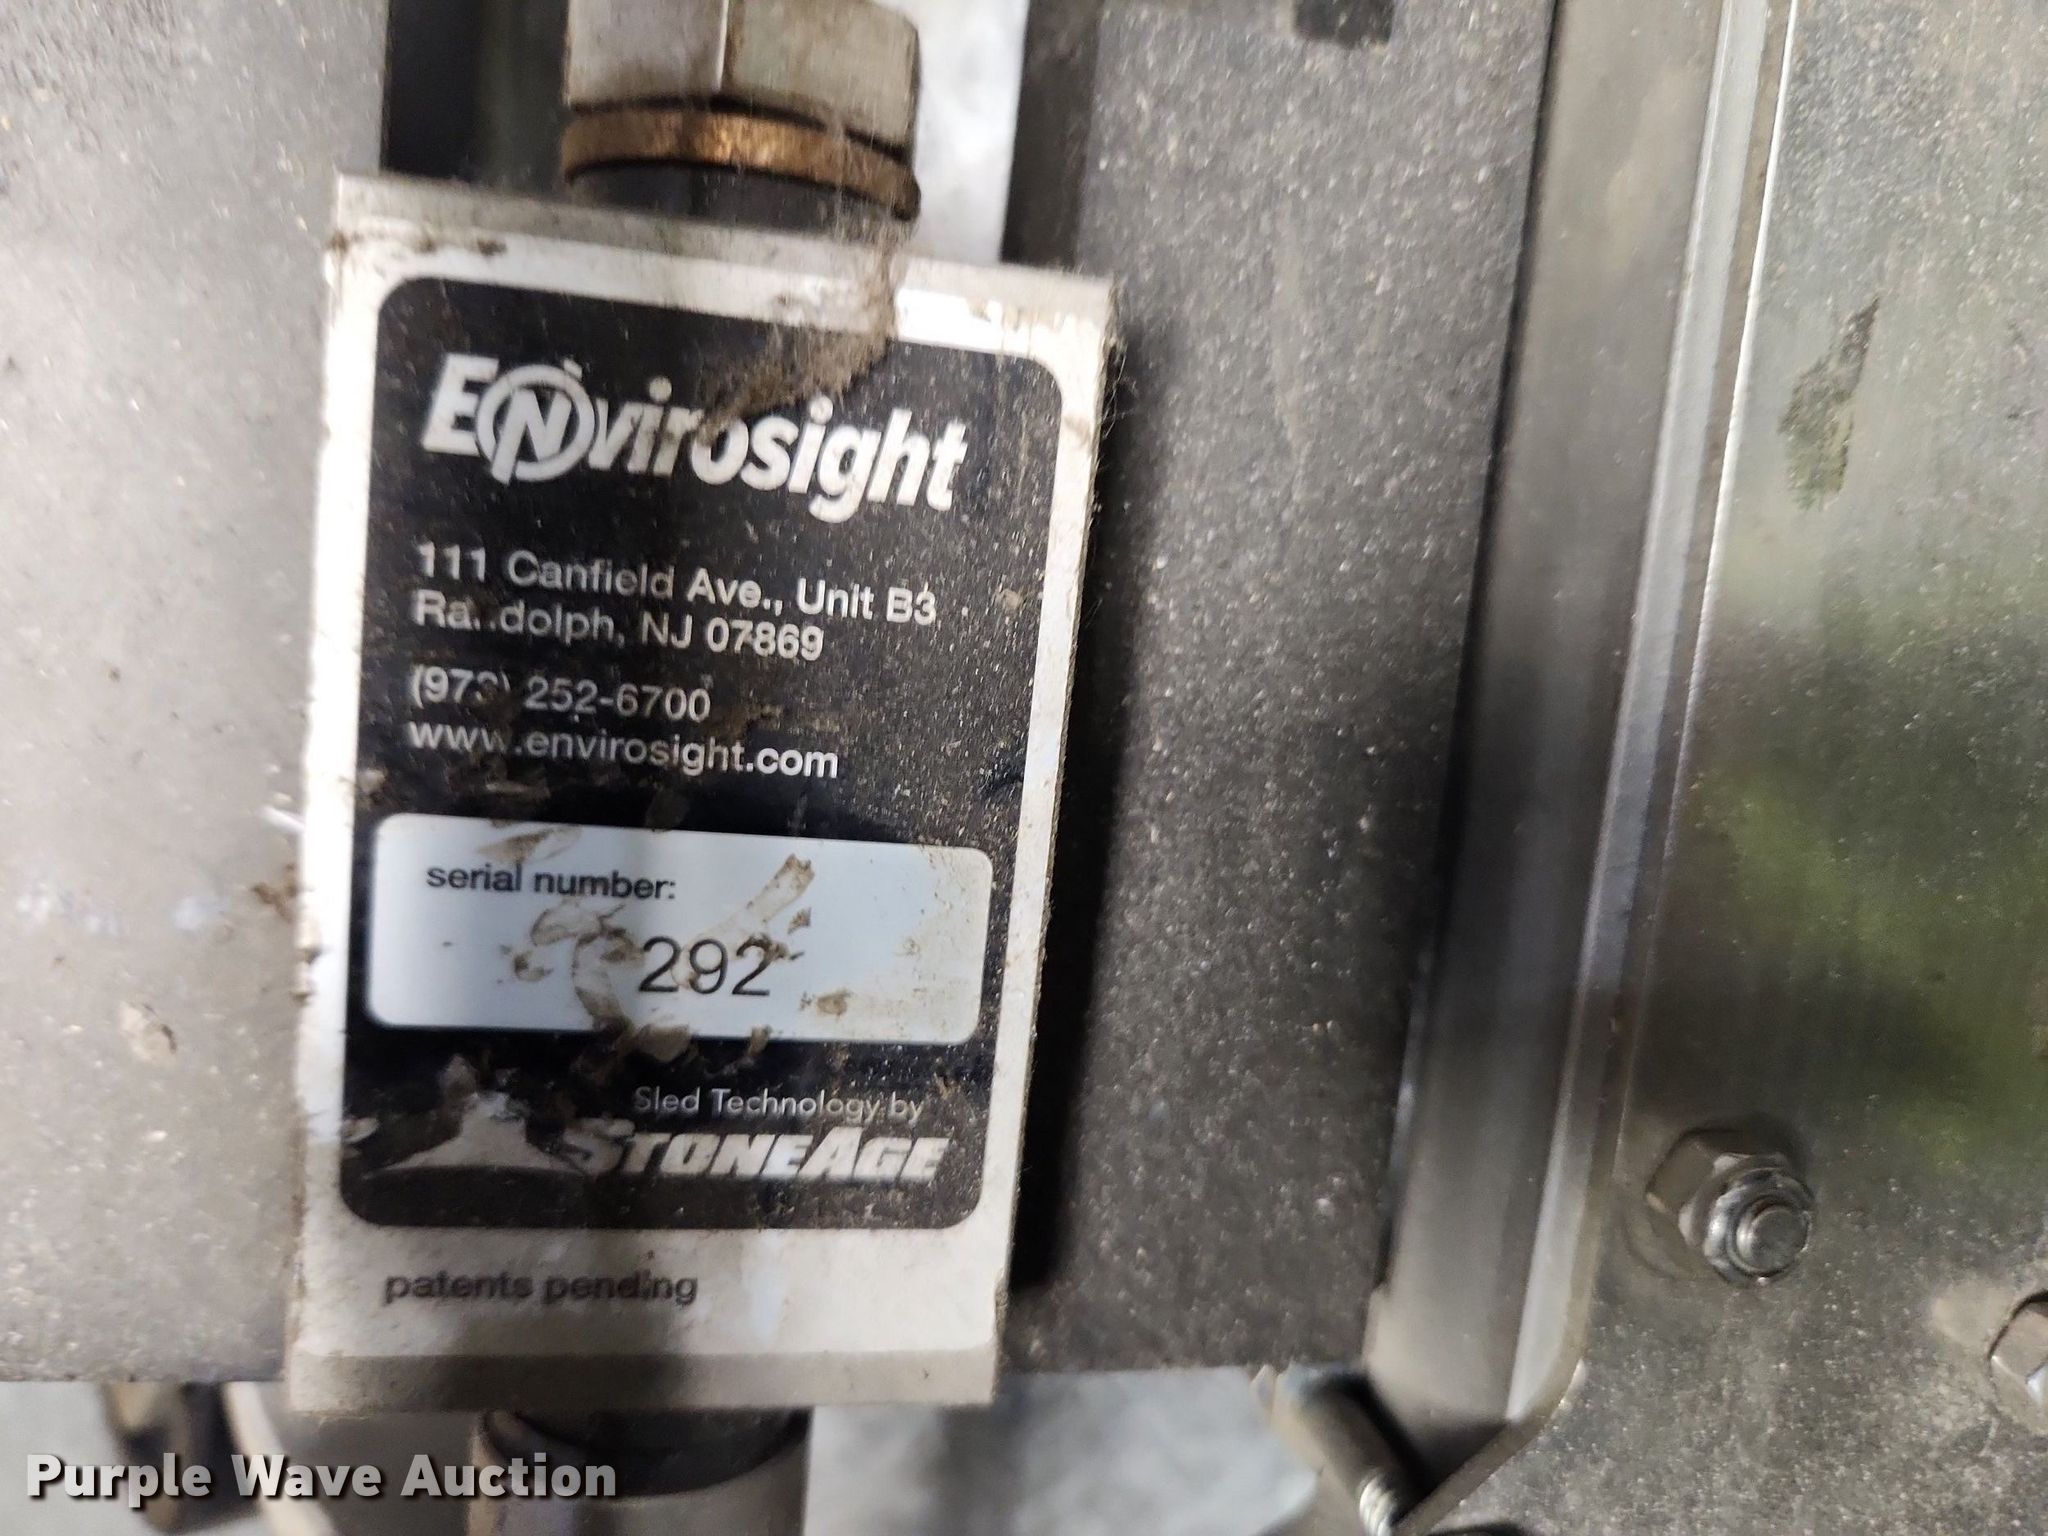 Envirosight
111 Canfield Ave., Unit B3
Randolph, NJ 07869
(973) 252-6700
www.envirosight.com
serial number:
292
Sled Technology by
STONEAGE
patents pending
Purple Wave Auction